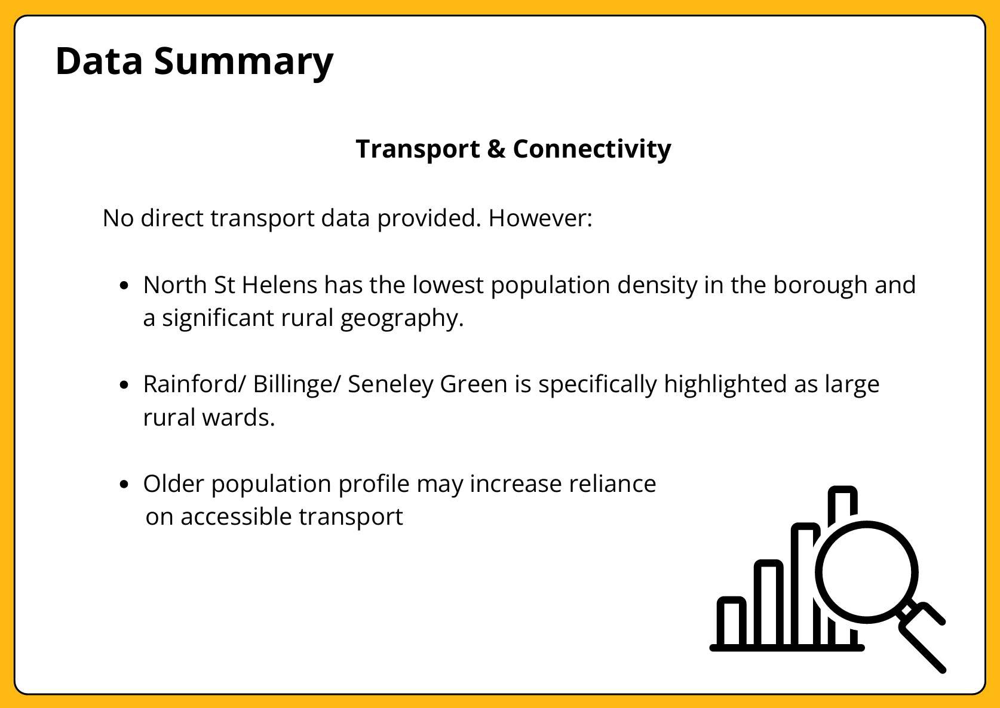 Data Summary
Transport & Connectivity
No direct transport data provided. However:
• North St Helens has the lowest population density in the borough and
a significant rural geography.
• Rainford/ Billinge/ Seneley Green is specifically highlighted as large
rural wards.
• Older population profile may increase reliance
on accessible transport